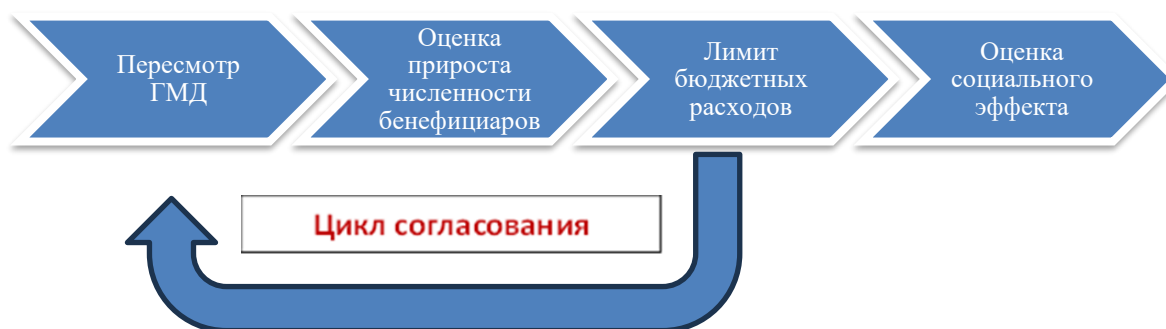 Пересмотр
ГМД
Оценка
прироста
численности
бенефициаров
Лимит
бюджетных
расходов
Оценка
социального
эффекта
Цикл согласования